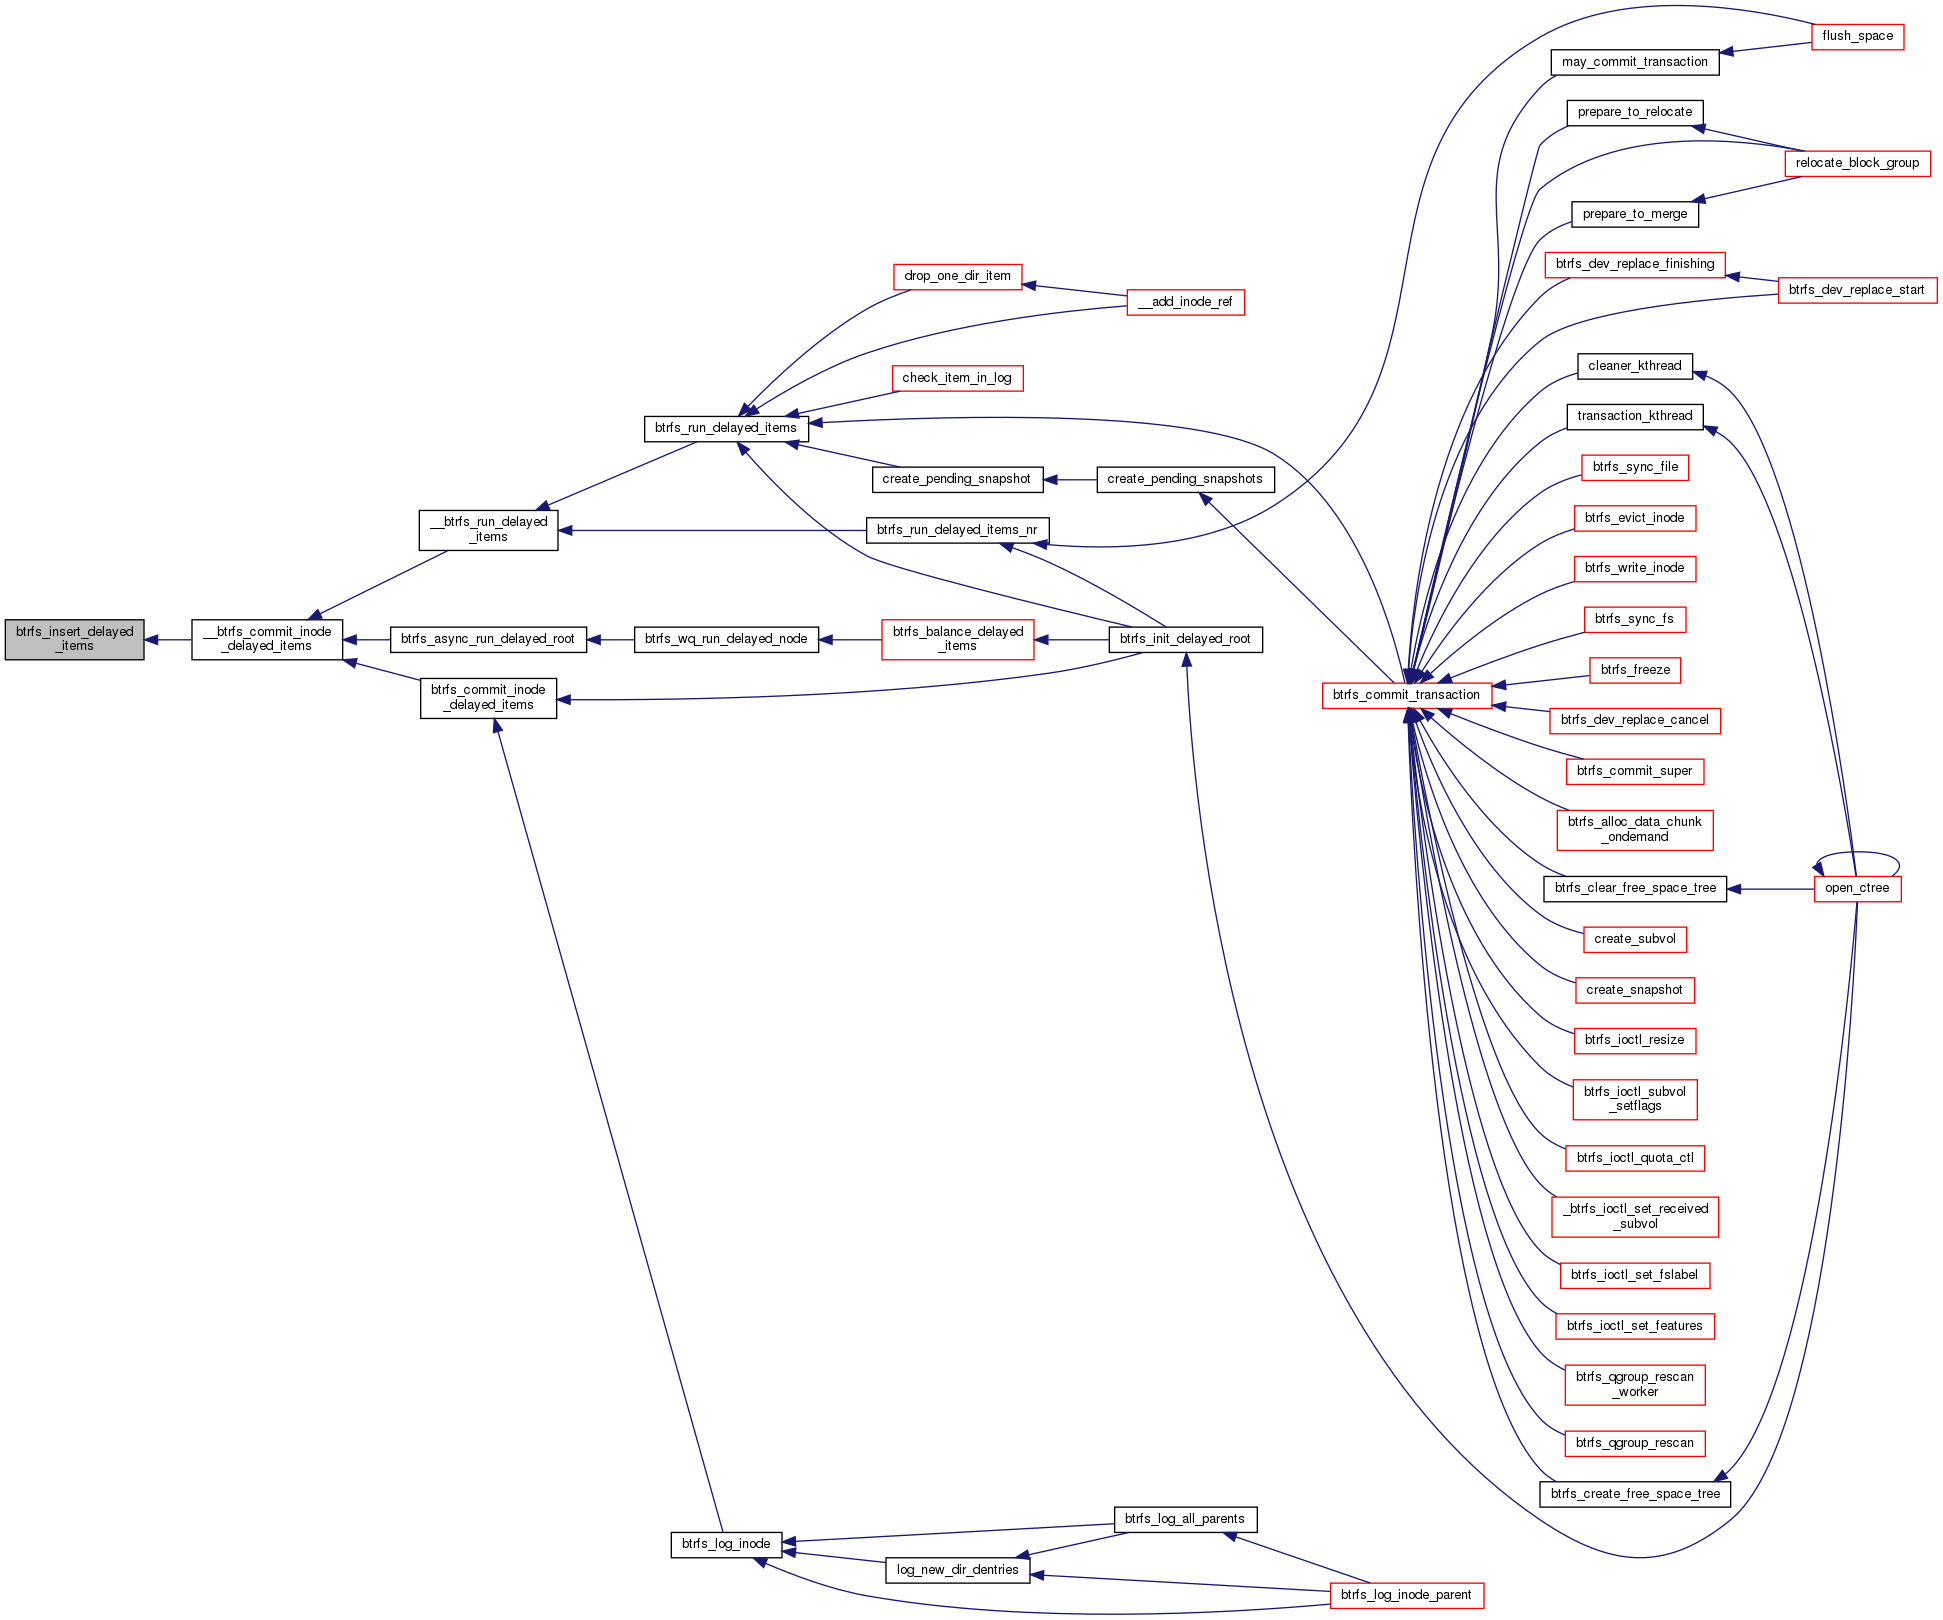 btrfs_insert_delayed
_items
__btrfs_commit_inode
_delayed_items
__btrfs_run_delayed
_items
btrfs_async_run_delayed_root
btrfs_commit_inode
_delayed_items
btrfs_run_delayed_items
btrfs_wq_run_delayed_node
btrfs_log_inode
drop_one_dir_item
check_item_in_log
create_pending_snapshot
btrfs_run_delayed_items_nr
btrfs_balance_delayed
_items
log_new_dir_dentries
__add_inode_ref
create_pending_snapshots
btrfs_init_delayed_root
btrfs_log_all_parents
btrfs_commit_transaction
btrfs_log_inode_parent
may_commit_transaction
prepare_to_relocate
prepare_to_merge
btrfs_dev_replace_finishing
cleaner_kthread
transaction_kthread
btrfs_sync_file
btrfs_evict_inode
btrfs_write_inode
btrfs_sync_fs
btrfs_freeze
btrfs_dev_replace_cancel
btrfs_commit_super
btrfs_alloc_data_chunk
_ondemand
btrfs_clear_free_space_tree
create_subvol
create_snapshot
btrfs_ioctl_resize
btrfs_ioctl_subvol
_setflags
btrfs_ioctl_quota_ctl
_btrfs_ioctl_set_received
_subvol
btrfs_ioctl_set_fslabel
btrfs_ioctl_set_features
btrfs_qgroup_rescan
_worker
btrfs_qgroup_rescan
btrfs_create_free_space_tree
flush_space
relocate_block_group
btrfs_dev_replace_start
open_ctree